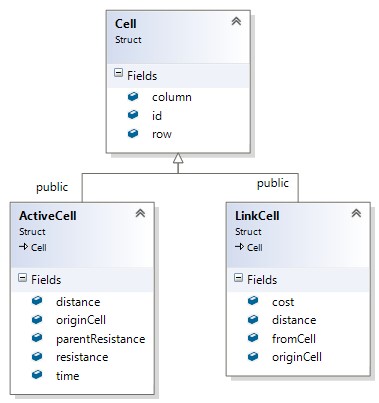 Cell
Struct
Fields
column
id
row
public
public
ActiveCell
Struct
Cell
Fields
distance
originCell
parentResistance
resistance
time
LinkCell
Struct
Cell
Fields
cost
distance
fromCell
originCell